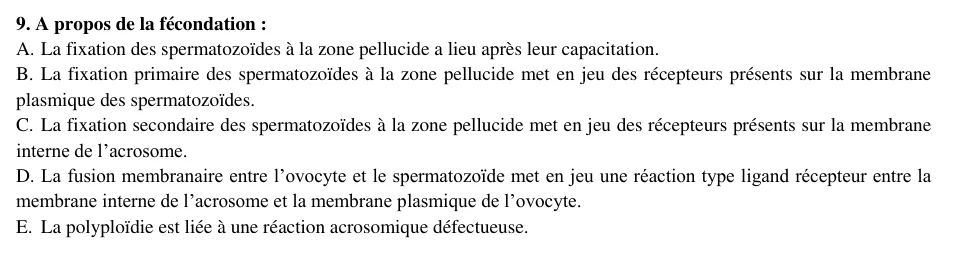 9. A propos de la fécondation :
A. La fixation des spermatozoïdes à la zone pellucide a lieu après leur capacitation.
B. La fixation primaire des spermatozoïdes à la zone pellucide met en jeu des récepteurs présents sur la membrane
plasmique des spermatozoïdes.
C. La fixation secondaire des spermatozoïdes à la zone pellucide met en jeu des récepteurs présents sur la membrane
interne de l'acrosome.
D. La fusion membranaire entre l'ovocyte et le spermatozoïde met en jeu une réaction type ligand récepteur entre la
membrane interne de l'acrosome et la membrane plasmique de l'ovocyte.
E. La polyploïdie est liée à une réaction acrosomique défectueuse.